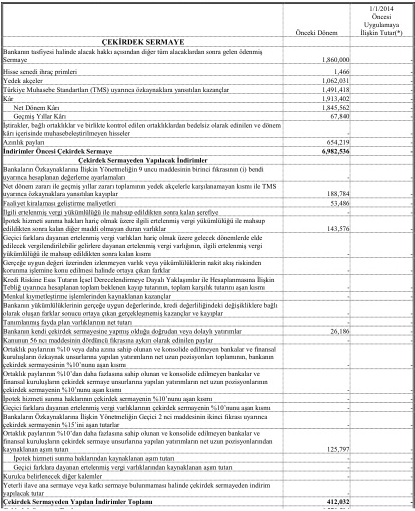 1/1/2014
Öncesi
Uygulamaya
Önceki Dönem İlişkin Tutar(*)
ÇEKİRDEK SERMAYE
Bankanın tasfiyesi halinde alacak hakkı açısından diğer tüm alacaklardan sonra gelen ödenmiş
Sermaye 1,860,000 -
Hisse senedi ihraç primleri 1,466 -
Yedek akçeler 1,062,031 -
Türkiye Muhasebe Standartları (TMS) uyarınca özkaynaklara yansıtılan kazançlar 1,491,418 -
Kâr 1,913,402 -
Net Dönem Kârı 1,845,562 -
Geçmiş Yıllar Kârı 67,840 -
İştirakler, bağlı ortaklıklar ve birlikte kontrol edilen ortaklıklardan bedelsiz olarak edinilen ve dönem
kârı içerisinde muhasebeleştirilmeyen hisseler - -
Azınlık payları 654,219 -
İndirimler Öncesi Çekirdek Sermaye 6,982,536 -
Çekirdek Sermayeden Yapılacak İndirimler
Bankaların Özkaynaklarına İlişkin Yönetmeliğin 9 uncu maddesinin birinci fıkrasının (i) bendi
uyarınca hesaplanan değerleme ayarlamaları - -
Net dönem zararı ile geçmiş yıllar zararı toplamının yedek akçelerle karşılanamayan kısmı ile TMS
uyarınca özkaynaklara yansıtılan kayıplar 188,784 -
Faaliyet kiralaması geliştirme maliyetleri 53,486 -
İlgili ertelenmiş vergi yükümlülüğü ile mahsup edildikten sonra kalan şerefiye - -
İpotek hizmeti sunma hakları hariç olmak üzere ilgili ertelenmiş vergi yükümlülüğü ile mahsup
edildikten sonra kalan diğer maddi olmayan duran varlıklar 143,576 -
Geçici farklara dayanan ertelenmiş vergi varlıkları hariç olmak üzere gelecek dönemlerde elde
edilecek vergilendirilebilir gelirlere dayanan ertelenmiş vergi varlığının, ilgili ertelenmiş vergi
yükümlülüğü ile mahsup edildikten sonra kalan kısmı - -
Gerçeğe uygun değeri üzerinden izlenmeyen varlık veya yükümlülüklerin nakit akış riskinden
korunma işlemine konu edilmesi halinde ortaya çıkan farklar - -
Kredi Riskine Esas Tutarın İçsel Derecelendirmeye Dayalı Yaklaşımlar ile Hesaplanmasına İlişkin
Tebliğ uyarınca hesaplanan toplam beklenen kayıp tutarının, toplam karşılık tutarını aşan kısmı - -
Menkul kıymetleştirme işlemlerinden kaynaklanan kazançlar - -
Bankanın yükümlülüklerinin gerçeğe uygun değerlerinde, kredi değerliliğindeki değişikliklere bağlı
olarak oluşan farklar sonucu ortaya çıkan gerçekleşmemiş kazançlar ve kayıplar - -
Tanımlanmış fayda plan varlıklarının net tutarı - -
Bankanın kendi çekirdek sermayesine yapmış olduğu doğrudan veya dolaylı yatırımlar 26,186 -
Kanunun 56 ncı maddesinin dördüncü fıkrasına aykırı olarak edinilen paylar - -
Ortaklık paylarının %10 veya daha azına sahip olunan ve konsolide edilmeyen bankalar ve finansal
kuruluşların özkaynak unsurlarına yapılan yatırımların net uzun pozisyonları toplamının, bankanın
çekirdek sermayesinin %10'nunu aşan kısmı - -
Ortaklık paylarının %10'dan daha fazlasına sahip olunan ve konsolide edilmeyen bankalar ve
finansal kuruluşların çekirdek sermaye unsurlarına yapılan yatırımların net uzun pozisyonlarının
çekirdek sermayenin %10'nunu aşan kısmı - -
İpotek hizmeti sunma haklarının çekirdek sermayenin %10'nunu aşan kısmı - -
Geçici farklara dayanan ertelenmiş vergi varlıklarının çekirdek sermayenin %10'nunu aşan kısmı - -
Bankaların Özkaynaklarına İlişkin Yönetmeliğin Geçici 2 nci maddesinin ikinci fıkrası uyarınca
çekirdek sermayenin %15'ini aşan tutarlar - -
Ortaklık paylarının %10'dan daha fazlasına sahip olunan ve konsolide edilmeyen bankalar ve
finansal kuruluşların çekirdek sermaye unsurlarına yapılan yatırımların net uzun pozisyonlarından
kaynaklanan aşım tutarı 125,797 -
İpotek hizmeti sunma haklarından kaynaklanan aşım tutarı - -
Geçici farklara dayanan ertelenmiş vergi varlıklarından kaynaklanan aşım tutarı - -
Kurulca belirlenecek diğer kalemler - -
Yeterli ilave ana sermaye veya katkı sermaye bulunmaması halinde çekirdek sermayeden indirim
yapılacak tutar - -
Çekirdek Sermayeden Yapılan İndirimler Toplamı 412,032 -